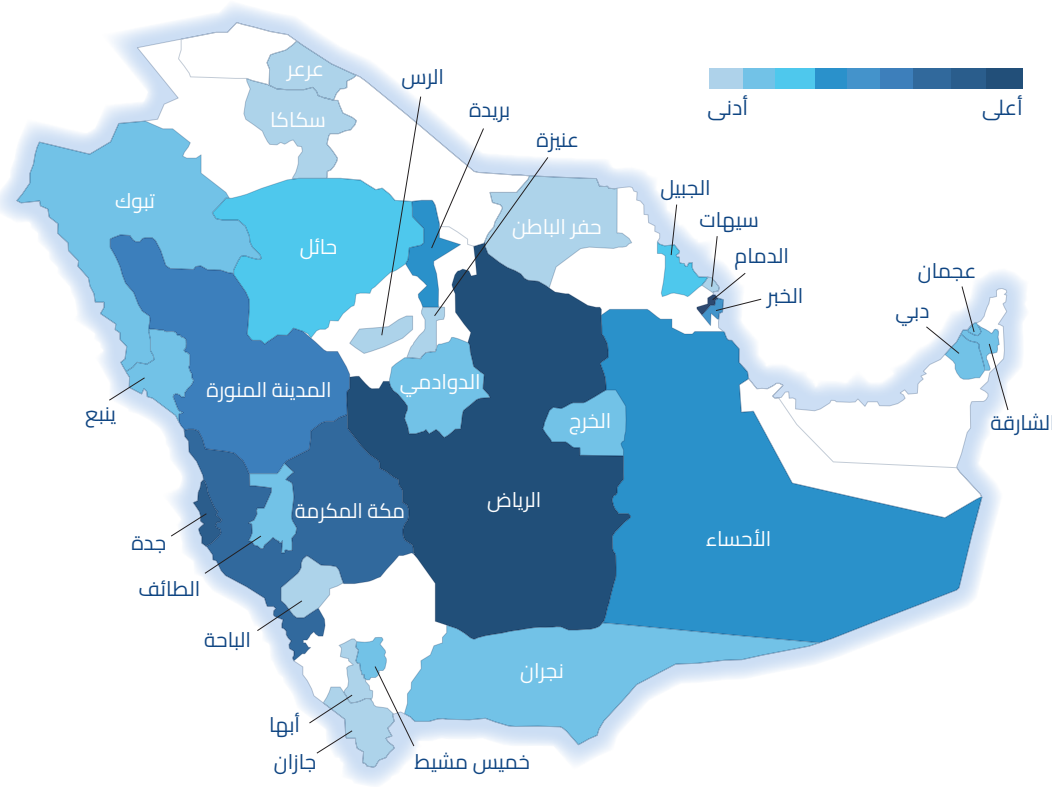 أعلى
أدنى
عرعر
الرس
بريدة
سكاكا
عنيزة
الجبيل
تبوك
سيهات
حفر الباطن
حائل
الدمام
عجمان
الخبر
دبي
الدوادمي
المدينة المنورة
ينبع
الخرج
الشارقة
الرياض
مكة المكرمة
جدة
الأحساء
الطائف
الباحة
نجران
أبها
خميس مشيط
جازان